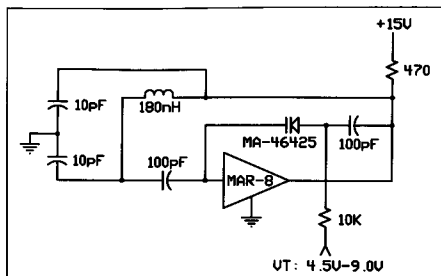 +15V
470
10pF
180nH
MA-46425
100pF
10pF
100pF
MAR-8
10K
VT: 4.5V-9.0V